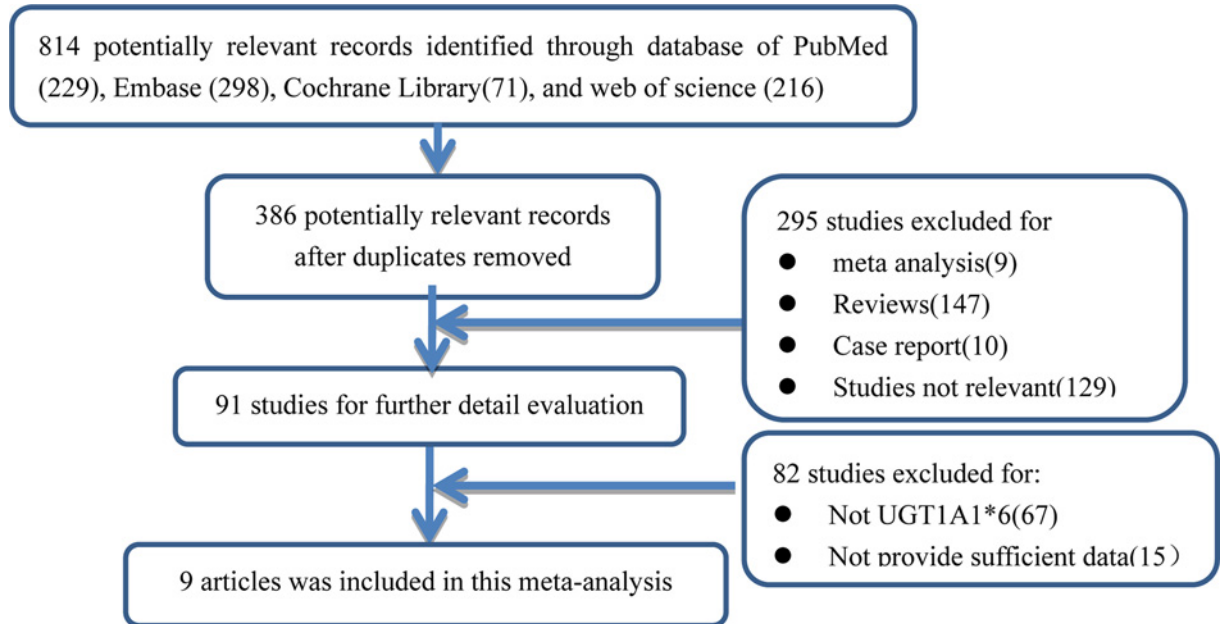 814 potentially relevant records identified through database of PubMed
(229), Embase (298), Cochrane Library(71), and web of science (216)
386 potentially relevant records
after duplicates removed
295 studies excluded for
● meta analysis(9)
● Reviews(147)
● Case report(10)
● Studies not relevant(129)
91 studies for further detail evaluation
82 studies excluded for:
● Not UGT1A1*6(67)
● Not provide sufficient data(15）
9 articles was included in this meta-analysis